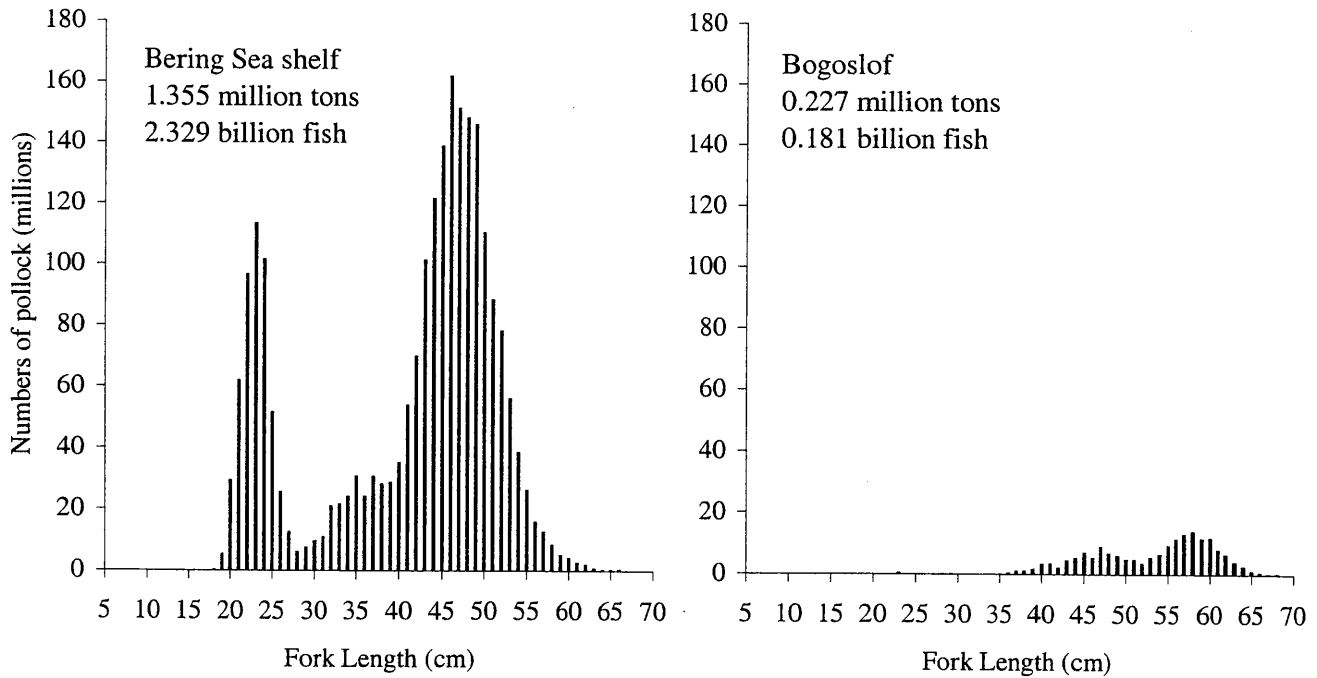 Bering Sea shelf
1.355 million tons
2.329 billion fish
Numbers of pollock (millions)
180
160
140
120
100
80
60
40
20
0
5 10 15 20 25 30 35 40 45 50 55 60 65 70
Fork Length (cm)
Bogoslof
0.227 million tons
0.181 billion fish
180
160
140
120
100
80
60
40
20
0
5 10 15 20 25 30 35 40 45 50 55 60 65 70
Fork Length (cm)